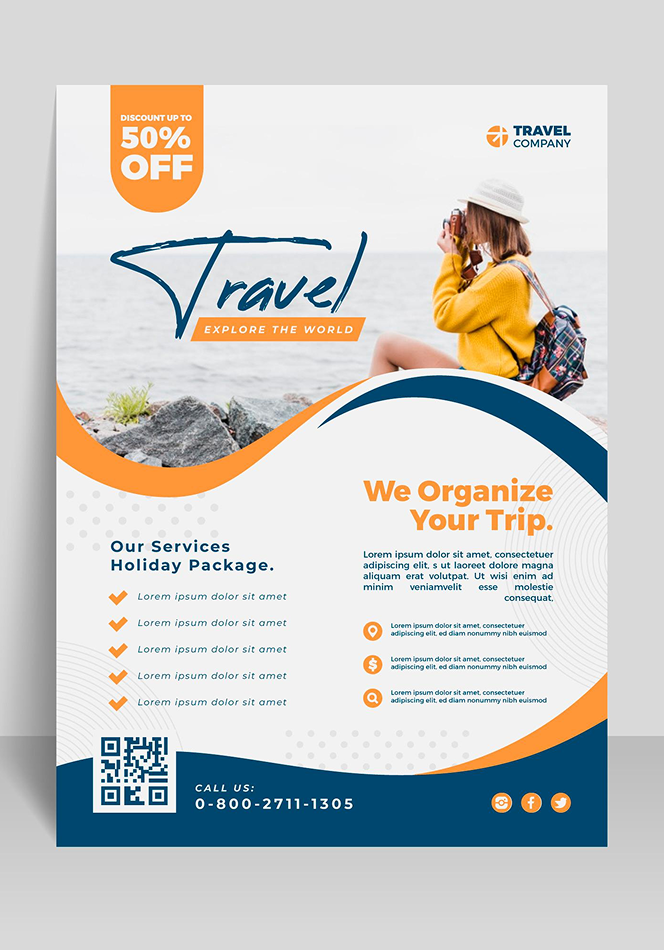 DISCOUNT UP TO
50%
OFF
TRAVEL
COMPANY
Travel
EXPLORE THE WORLD
We Organize
Your Trip.
Lorem ipsum dolor sit amet, consectetuer
adipiscing elit, s ut laoreet dolore magna
aliquam erat volutpat. Ut wisi enim ad
minim veniamvelit esse molestie
consequat,
Our Services
Holiday Package.
Lorem ipsum dolor sit amet
Lorem ipsum dolor sit amet
Lorem ipsum dolor sit amet
Lorem ipsum dolor sit amet
Lorem ipsum dolor sit amet
Lorem ipsum dolor sit amet, consectetuer
adipiscing elit, ed diam nonummy nibh euismod
Lorem ipsum dolor sit amet, consectetuer
adipiscing elit, ed diam nonummy nibh euismod
Lorem ipsum dolor sit amet, consectetuer
adipiscing elit, ed diam nonummy nibh euismod
CALL US:
0-800-2711-1305